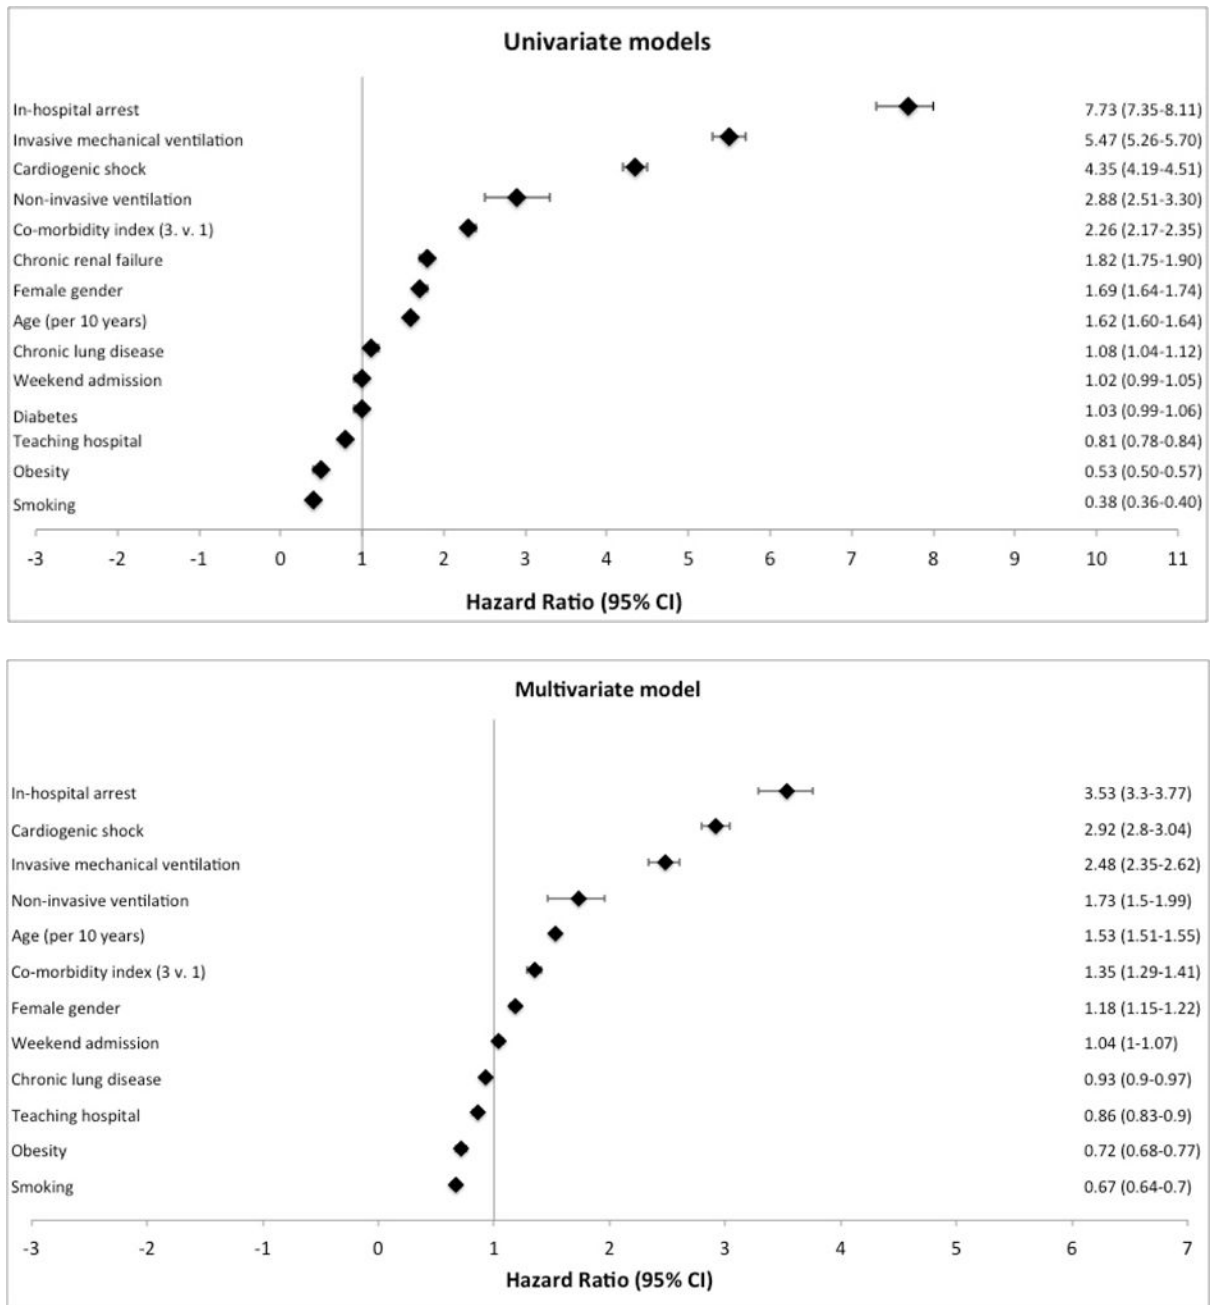 Univariate models
In-hospital arrest 7.73 (7.35-8.11)
Invasive mechanical ventilation 5.47 (5.26-5.70)
Cardiogenic shock 4.35 (4.19-4.51)
Non-invasive ventilation 2.88 (2.51-3.30)
Co-morbidity index (3. v. 1) 2.26 (2.17-2.35)
Chronic renal failure 1.82 (1.75-1.90)
Female gender 1.69 (1.64-1.74)
Age (per 10 years) 1.62 (1.60-1.64)
Chronic lung disease 1.08 (1.04-1.12)
Weekend admission 1.02 (0.99-1.05)
Diabetes 1.03 (0.99-1.06)
Teaching hospital 0.81 (0.78-0.84)
Obesity 0.53 (0.50-0.57)
Smoking 0.38 (0.36-0.40)
-3 -2 -1 0 1 2 3 4 5 6 7 8 9 10 11
Hazard Ratio (95% CI)
Multivariate model
In-hospital arrest 3.53 (3.3-3.77)
Cardiogenic shock 2.92 (2.8-3.04)
Invasive mechanical ventilation 2.48 (2.35-2.62)
Non-invasive ventilation 1.73 (1.5-1.99)
Age (per 10 years) 1.53 (1.51-1.55)
Co-morbidity index (3 v. 1) 1.35 (1.29-1.41)
Female gender 1.18 (1.15-1.22)
Weekend admission 1.04 (1-1.07)
Chronic lung disease 0.93 (0.9-0.97)
Teaching hospital 0.86 (0.83-0.9)
Obesity 0.72 (0.68-0.77)
Smoking 0.67 (0.64-0.7)
-3 -2 -1 0 1 2 3 4 5 6 7
Hazard Ratio (95% CI)